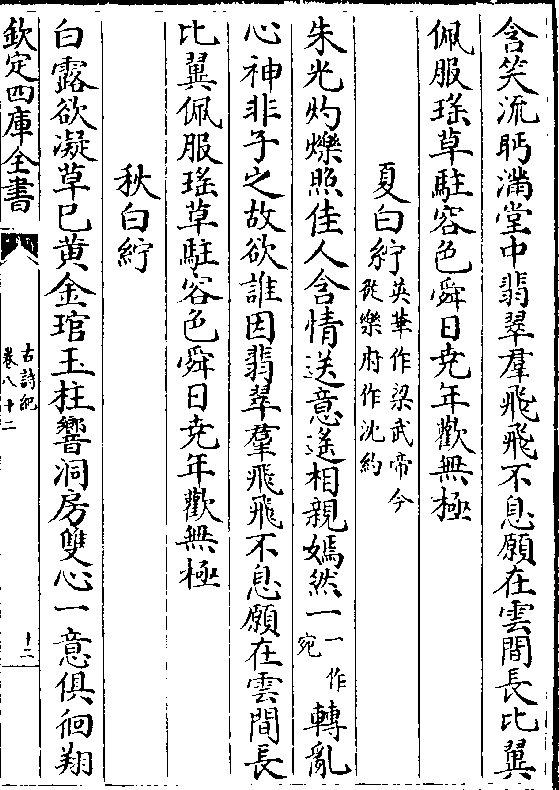 含笑流眄滿堂中翡翠羣飛飛不息願在雲間長比翼
佩服瑤草駐容色舜日尭年歡無極
夏白紵英華作梁武帝今從樂府作沈約
朱光灼爍照佳人含情送意遙相親嫣然一一作宛轉亂
心神非子之故欲誰因翡翠羣飛飛不息願在雲間長
比翼佩服瑤草駐容色舜日尭年歡無極
秋白紵
白露欲凝草已黄金琯玉柱響洞房雙心一意俱徊翔
欽定四庫全書
古詩紀
卷八十二
十二